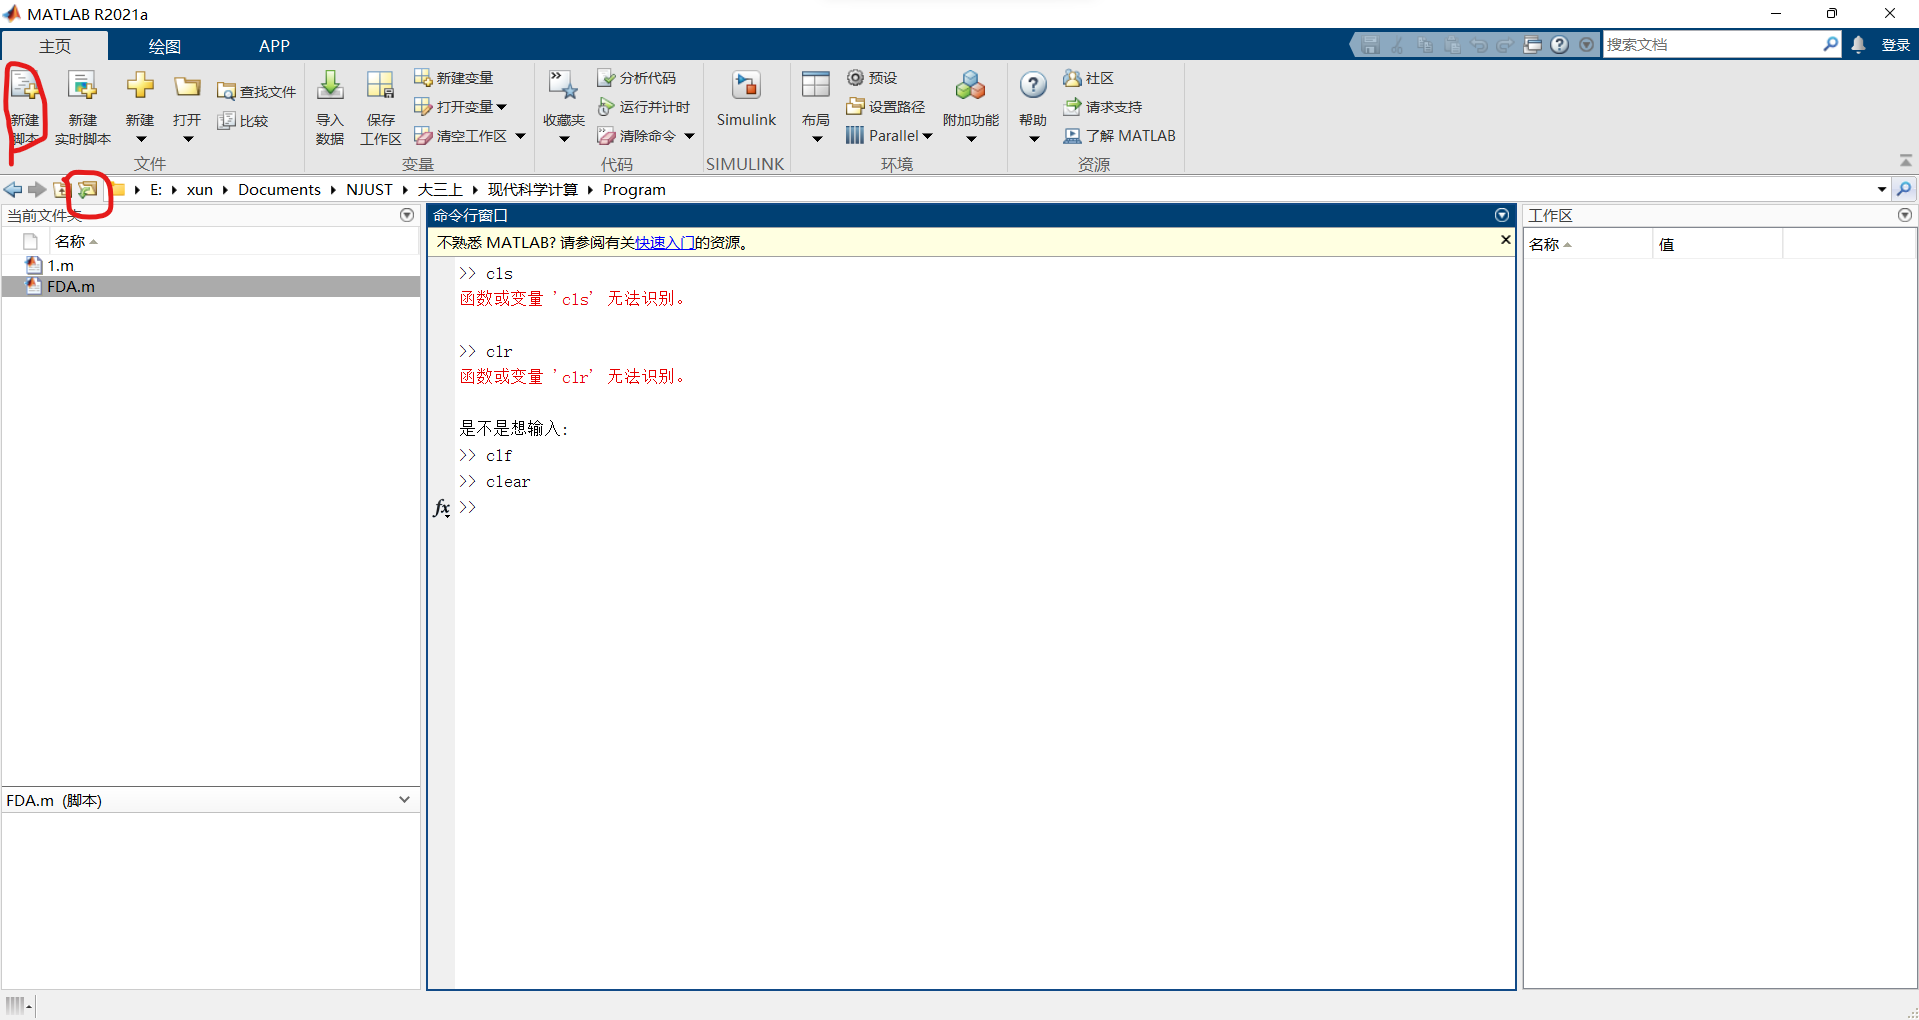 MATLAB R2021a
主页 绘图 APP
搜索文档 登录
新建 脚本
新建 实时脚本
新建
打开
查找文件
比较
文件
导入 数据
保存 工作区
新建变量
打开变量
清空工作区
变量
收藏夹
分析代码
运行并计时
清除命令
代码
Simulink
SIMULINK
布局
预设
设置路径
Parallel
附加功能
环境
帮助
社区
请求支持
了解 MATLAB
资源
E: xun Documents NJUST 大三上 现代科学计算 Program
当前文件夹
名称
1.m
FDA.m
FDA.m (脚本)
命令行窗口
不熟悉 MATLAB? 请参阅有关快速入门的资源。
>> cls
函数或变量 'cls' 无法识别。
>> clr
函数或变量 'clr' 无法识别。
是不是想输入:
>> clf
>> clear
fx >>
工作区
名称 值